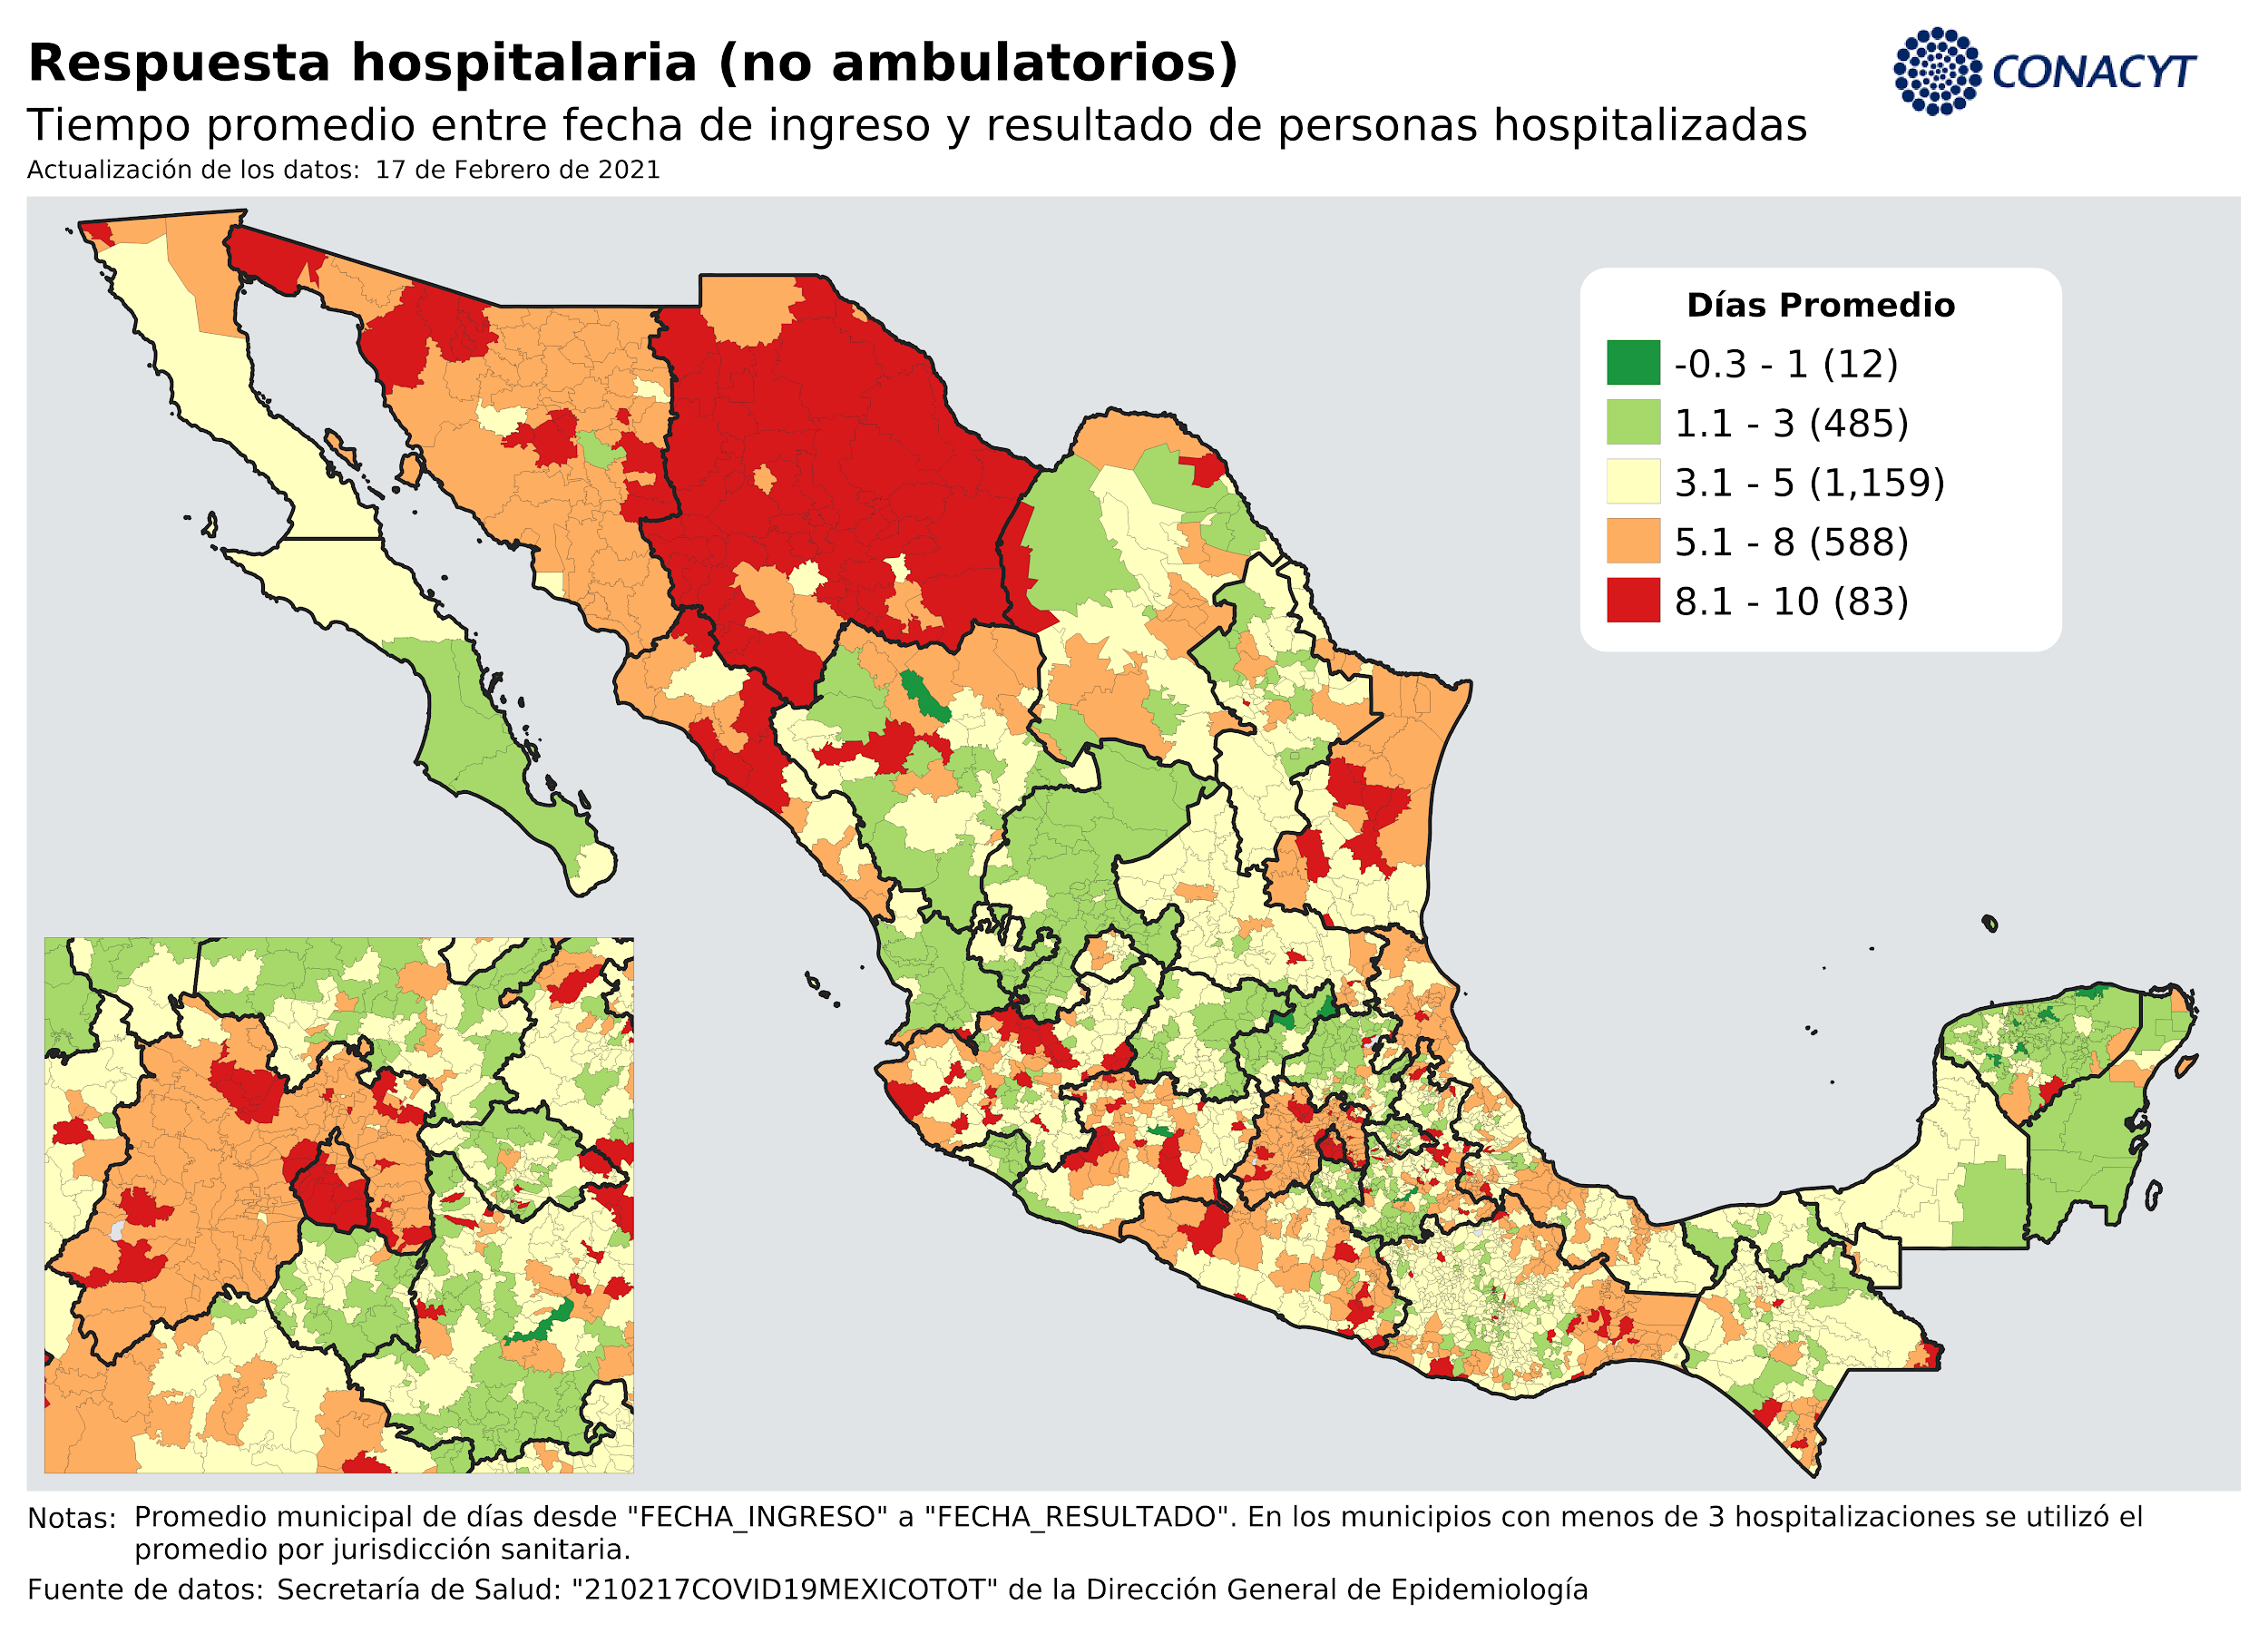 Respuesta hospitalaria (no ambulatorios)
CONACYT
Tiempo promedio entre fecha de ingreso y resultado de personas hospitalizadas
Actualización de los datos: 17 de Febrero de 2021
Días Promedio
-0.3 - 1 (12)
1.1 - 3 (485)
3.1 - 5 (1,159)
5.1 - 8 (588)
8.1 - 10 (83)
Notas: Promedio municipal de días desde "FECHA_INGRESO" a "FECHA_RESULTADO". En los municipios con menos de 3 hospitalizaciones se utilizó el
promedio por jurisdicción sanitaria.
Fuente de datos: Secretaría de Salud: "210217COVID19MEXICOTOT" de la Dirección General de Epidemiología